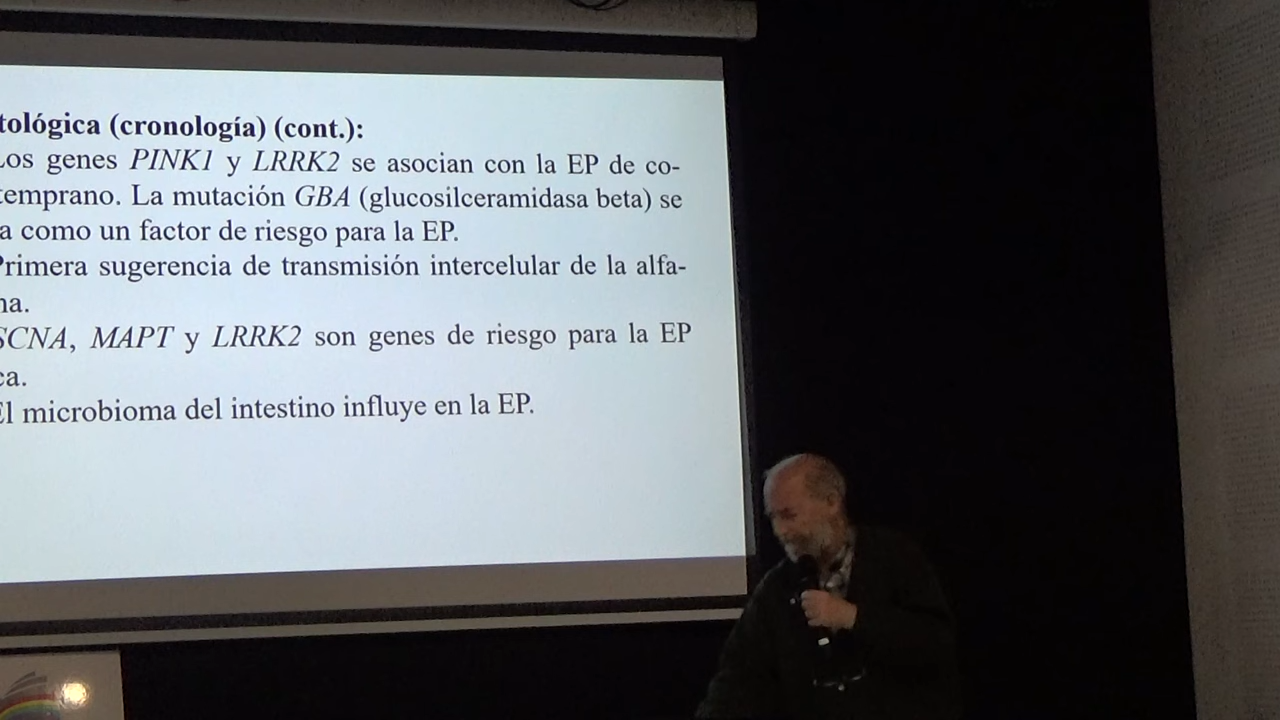 tológica (cronología) (cont.):
Los genes PINK1 y LRRK2 se asocian con la EP de co-
temprano. La mutación GBA (glucosilceramidasa beta) se
a como un factor de riesgo para la EP.
Primera sugerencia de transmisión intercelular de la alfa-
na.
SCNA, MAPT y LRRK2 son genes de riesgo para la EP
ca.
El microbioma del intestino influye en la EP.